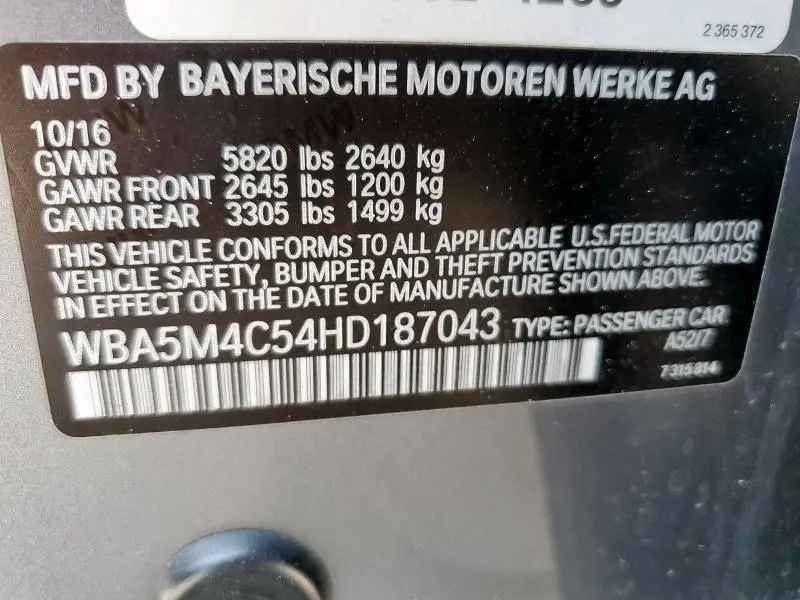 2 365 372
MFD BY BAYERISCHE MOTOREN WERKE AG
10/16
GVWR 5820 lbs 2640 kg
GAWR FRONT 2645 lbs 1200 kg
GAWR REAR 3305 lbs 1499 kg
THIS VEHICLE CONFORMS TO ALL APPLICABLE U.S.FEDERAL MOTOR
VEHICLE SAFETY, BUMPER AND THEFT PREVENTION STANDARDS
IN EFFECT ON THE DATE OF MANUFACTURE SHOWN ABOVE.
WBA5M4C54HD187043 TYPE: PASSENGER CAR
A52/7
7 315 814